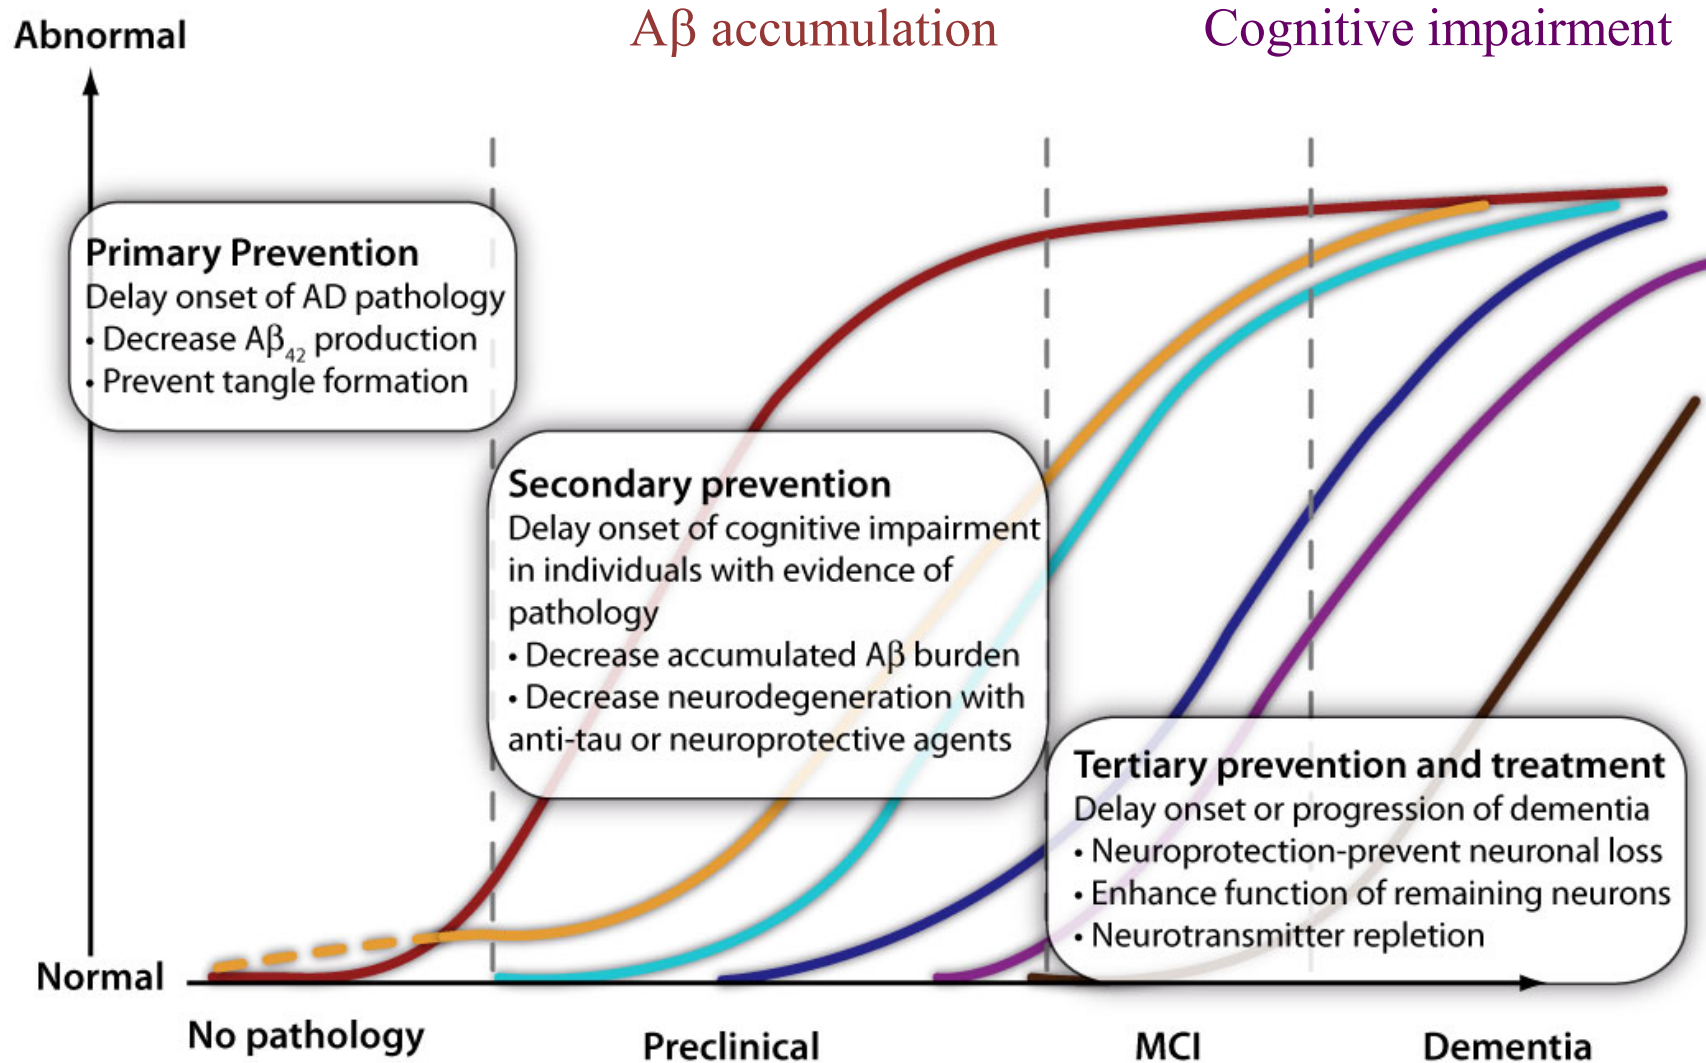 Abnormal
Aβ accumulation
Cognitive impairment
Primary Prevention
Delay onset of AD pathology
• Decrease Aβ42 production
• Prevent tangle formation
Secondary prevention
Delay onset of cognitive impairment
in individuals with evidence of
pathology
• Decrease accumulated Aβ burden
• Decrease neurodegeneration with
anti-tau or neuroprotective agents
Tertiary prevention and treatment
Delay onset or progression of dementia
• Neuroprotection-prevent neuronal loss
• Enhance function of remaining neurons
• Neurotransmitter repletion
Normal
No pathology
Preclinical
MCI
Dementia